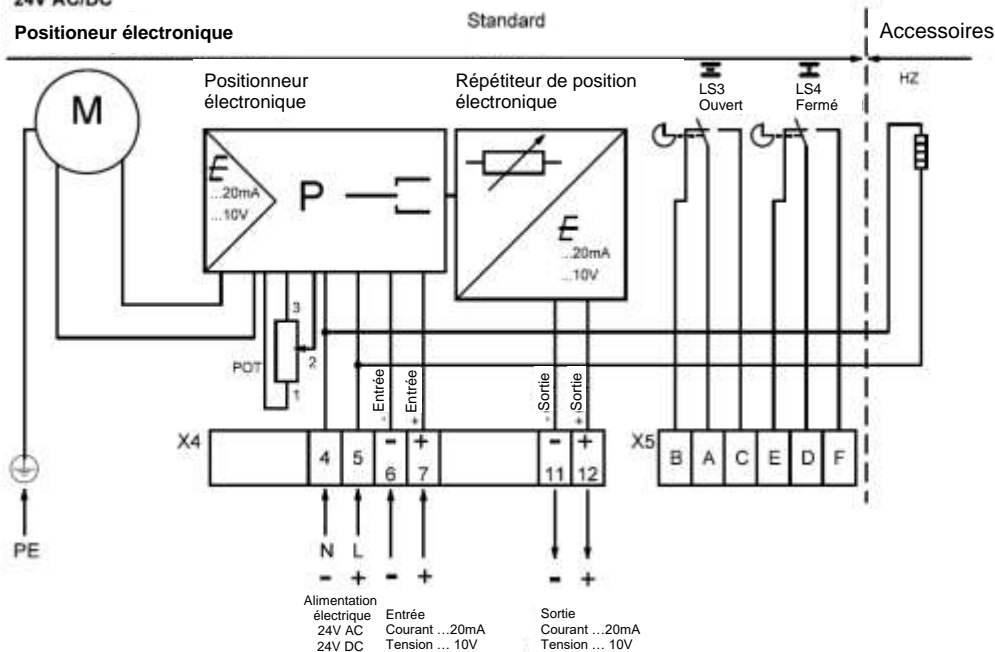 24V AC/DC
Positioneur électronique
Standard
Accessoires
M
Positionneur
électronique
Répétiteur de position
électronique
LS3
Ouvert
LS4
Fermé
HZ
E
...20mA
...10V
P
E
...20mA
...10V
3
POT
2
1
- Entrée
+ Entrée
- Sortie
+ Sortie
X4
4
5
-
6
+
7
-
11
+
12
X5
B
A
C
E
D
F
PE
N
L
-
+
-
+
-
+
Alimentation
électrique
24V AC
24V DC
Entrée
Courant ...20mA
Tension ... 10V
Sortie
Courant ...20mA
Tension ... 10V